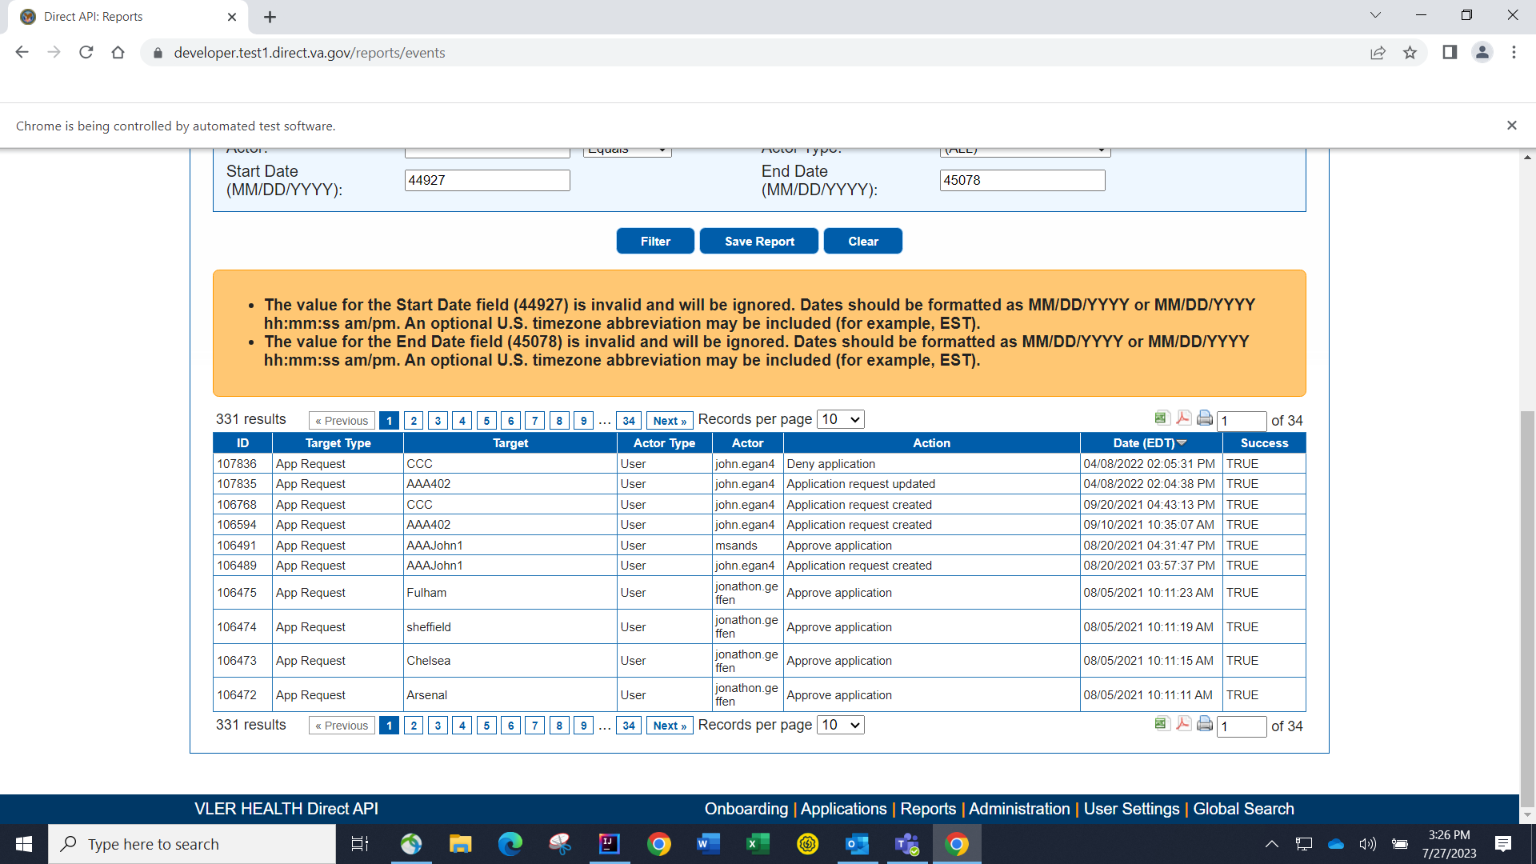 Direct API: Reports
developer.test1.direct.va.gov/reports/events
Chrome is being controlled by automated test software.
Actor: Equals Actor Type: (ALL)
Start Date
(MM/DD/YYYY): 44927 End Date
(MM/DD/YYYY): 45078
Filter Save Report Clear
• The value for the Start Date field (44927) is invalid and will be ignored. Dates should be formatted as MM/DD/YYYY or MM/DD/YYYY
hh:mm:ss am/pm. An optional U.S. timezone abbreviation may be included (for example, EST).
• The value for the End Date field (45078) is invalid and will be ignored. Dates should be formatted as MM/DD/YYYY or MM/DD/YYYY
hh:mm:ss am/pm. An optional U.S. timezone abbreviation may be included (for example, EST).
331 results « Previous 1 2 3 4 5 6 7 8 9 ... 34 Next » Records per page 10 1 of 34
ID Target Type Target Actor Type Actor Action Date (EDT) Success
107836 App Request CCC User john.egan4 Deny application 04/08/2022 02:05:31 PM TRUE
107835 App Request AAA402 User john.egan4 Application request updated 04/08/2022 02:04:38 PM TRUE
106768 App Request CCC User john.egan4 Application request created 09/20/2021 04:43:13 PM TRUE
106594 App Request AAA402 User john.egan4 Application request created 09/10/2021 10:35:07 AM TRUE
106491 App Request AAAJohn1 User msands Approve application 08/20/2021 04:31:47 PM TRUE
106489 App Request AAAJohn1 User john.egan4 Application request created 08/20/2021 03:57:37 PM TRUE
106475 App Request Fulham User jonathon.ge
ffen Approve application 08/05/2021 10:11:23 AM TRUE
106474 App Request sheffield User jonathon.ge
ffen Approve application 08/05/2021 10:11:19 AM TRUE
106473 App Request Chelsea User jonathon.ge
ffen Approve application 08/05/2021 10:11:15 AM TRUE
106472 App Request Arsenal User jonathon.ge
ffen Approve application 08/05/2021 10:11:11 AM TRUE
331 results « Previous 1 2 3 4 5 6 7 8 9 ... 34 Next » Records per page 10 1 of 34
VLER HEALTH Direct API Onboarding | Applications | Reports | Administration | User Settings | Global Search
Type here to search 3:26 PM
7/27/2023